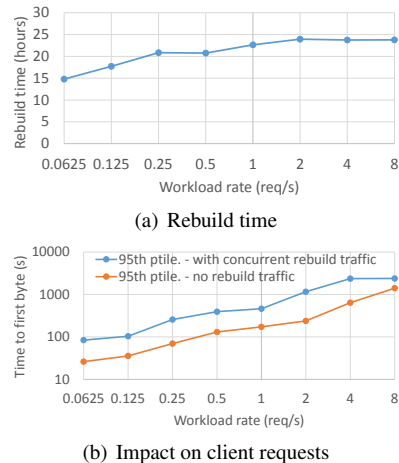 30
25
20
15
10
5
0
Rebuild time (hours)
0.0625 0.125 0.25 0.5 1 2 4 8
Workload rate (req/s)
(a) Rebuild time
10000
1000
100
10
Time to first byte (s)
95th ptile. - with concurrent rebuild traffic
95th ptile. - no rebuild traffic
0.0625 0.125 0.25 0.5 1 2 4 8
Workload rate (req/s)
(b) Impact on client requests